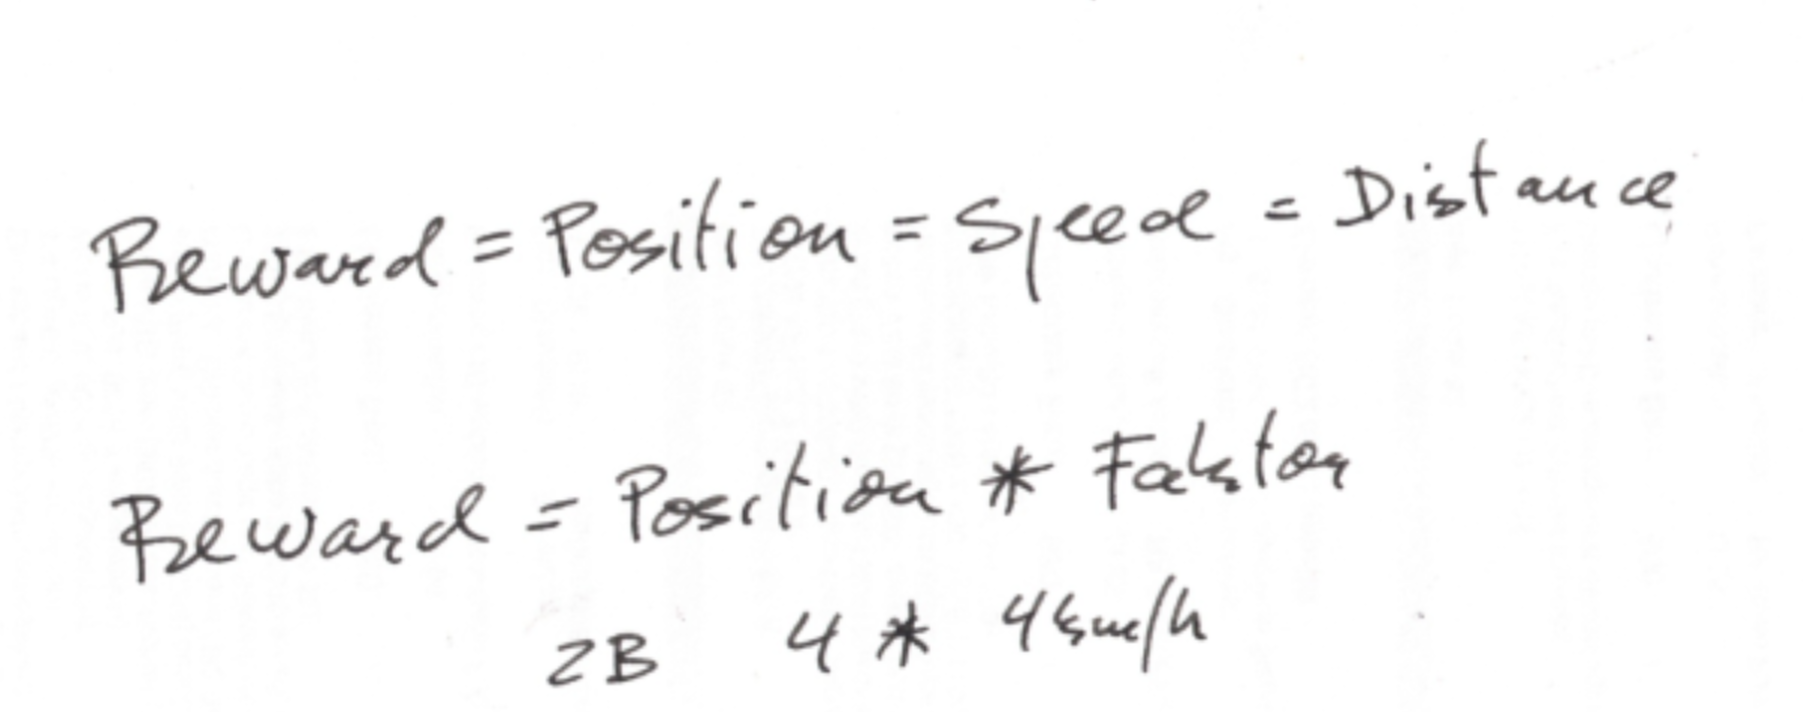 Reward = Position = Speed = Distance
Reward = Position * Faktor
ZB 4 * 4km/h